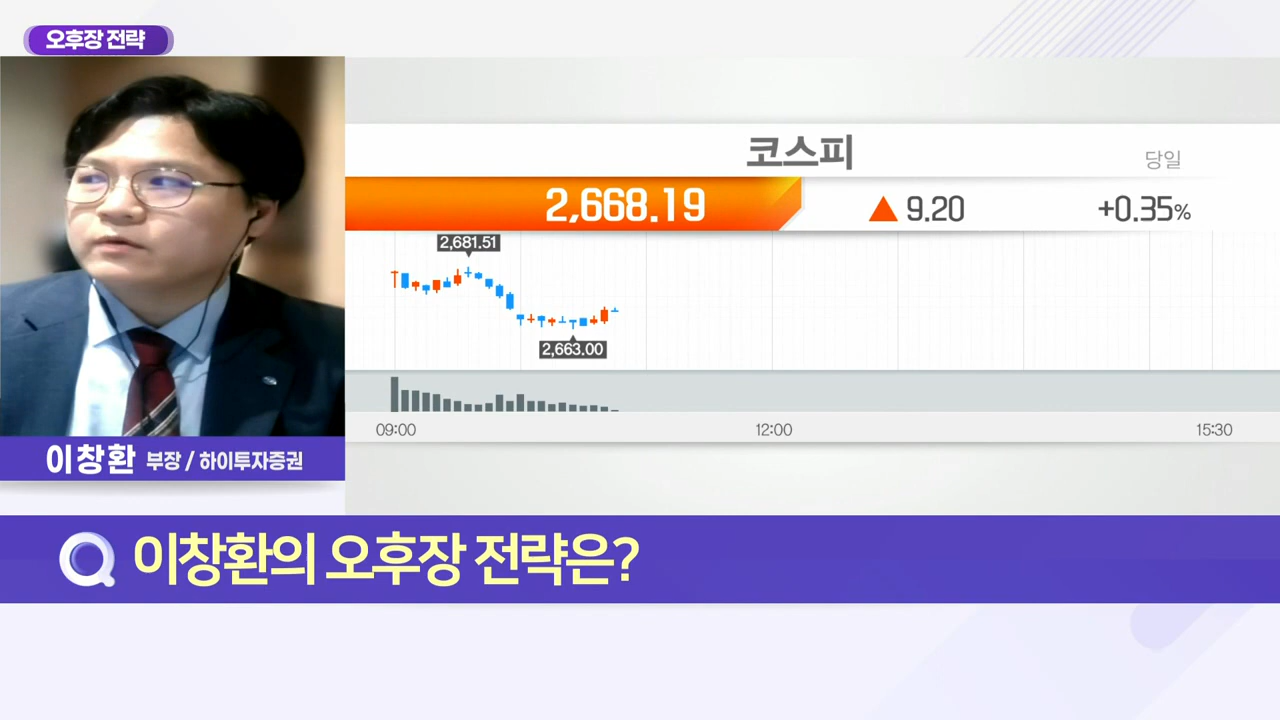 오후장 전략
코스피
당일
2,668.19 ▲ 9.20 +0.35%
2,681.51
2,663.00
09:00 12:00 15:30
이창환 부장 / 하이투자증권
Q 이창환의 오후장 전략은?